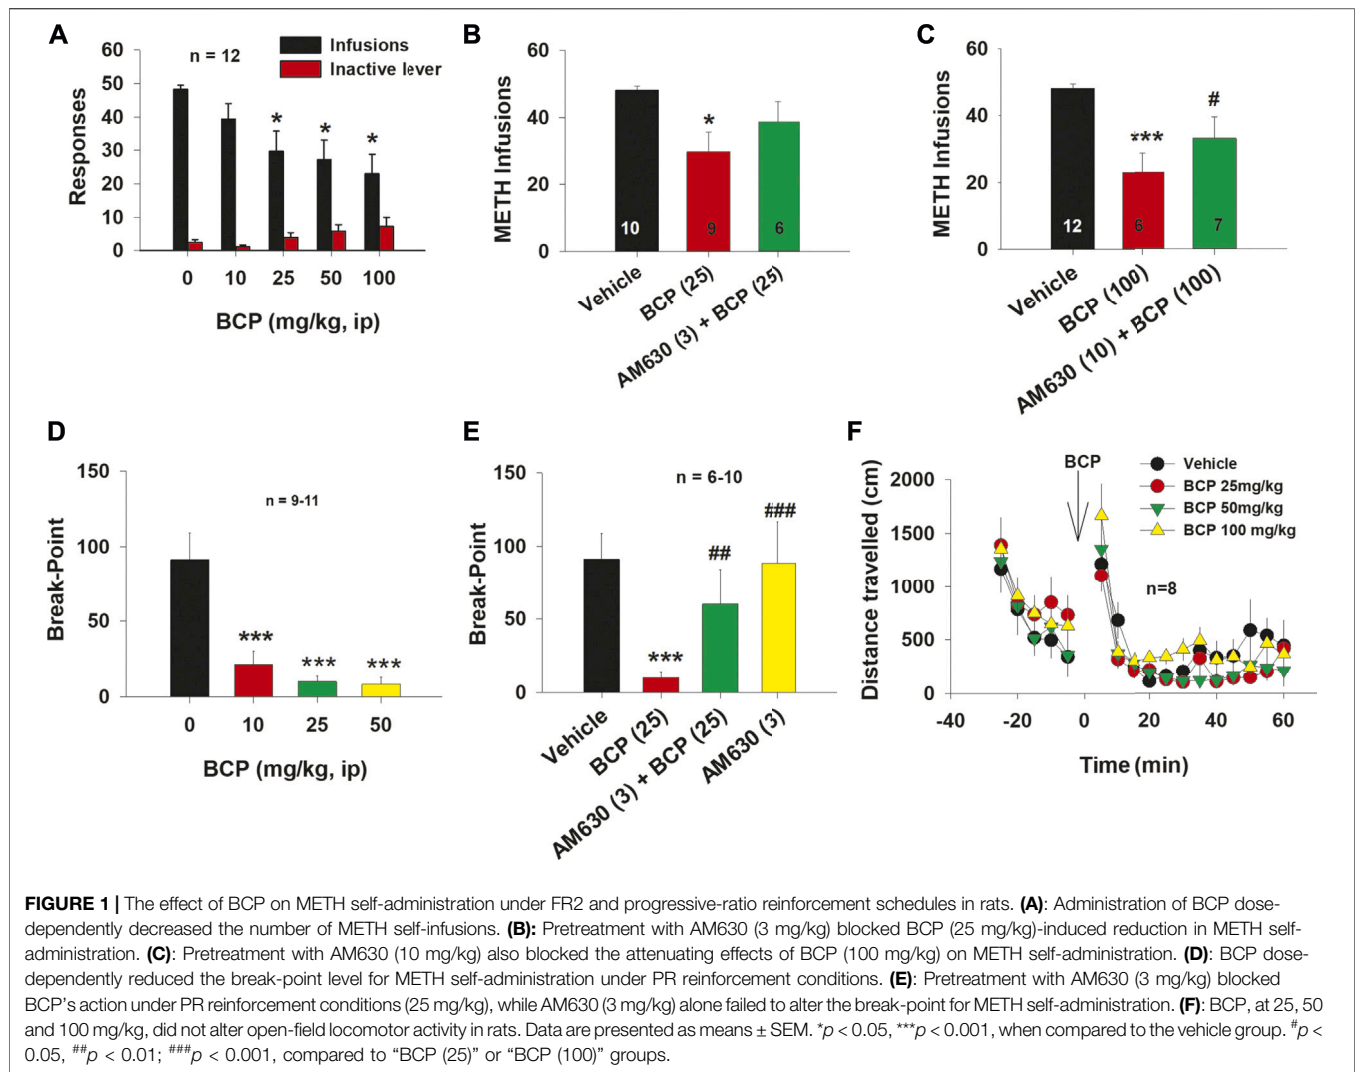 A
60
50
40
30
20
10
0
Responses
n = 12
Infusions
Inactive lever
*
*
*
0
10
25
50
100
BCP (mg/kg, ip)
B
60
40
20
0
METH Infusions
*
10
9
6
Vehicle
BCP (25)
AM630 (3) + BCP (25)
C
60
40
20
0
METH Infusions
***
#
12
6
7
Vehicle
BCP (100)
AM630 (10) + BCP (100)
D
150
100
50
0
Break-Point
n = 9-11
***
***
***
0
10
25
50
BCP (mg/kg, ip)
E
150
100
50
0
Break-Point
n = 6-10
***
##
###
Vehicle
BCP (25)
AM630 (3) + BCP (25)
AM630 (3)
F
2000
1500
1000
500
0
Distance travelled (cm)
BCP
Vehicle
BCP 25mg/kg
BCP 50mg/kg
BCP 100 mg/kg
n=8
-40
-20
0
20
40
60
Time (min)
FIGURE 1 | The effect of BCP on METH self-administration under FR2 and progressive-ratio reinforcement schedules in rats. (A): Administration of BCP dose-
dependently decreased the number of METH self-infusions. (B): Pretreatment with AM630 (3 mg/kg) blocked BCP (25 mg/kg)-induced reduction in METH self-
administration. (C): Pretreatment with AM630 (10 mg/kg) also blocked the attenuating effects of BCP (100 mg/kg) on METH self-administration. (D): BCP dose-
dependently reduced the break-point level for METH self-administration under PR reinforcement conditions. (E): Pretreatment with AM630 (3 mg/kg) blocked
BCP's action under PR reinforcement conditions (25 mg/kg), while AM630 (3 mg/kg) alone failed to alter the break-point for METH self-administration. (F): BCP, at 25, 50
and 100 mg/kg, did not alter open-field locomotor activity in rats. Data are presented as means ± SEM. *p < 0.05, ***p < 0.001, when compared to the vehicle group. #p <
0.05, ##p < 0.01; ###p < 0.001, compared to "BCP (25)" or "BCP (100)" groups.